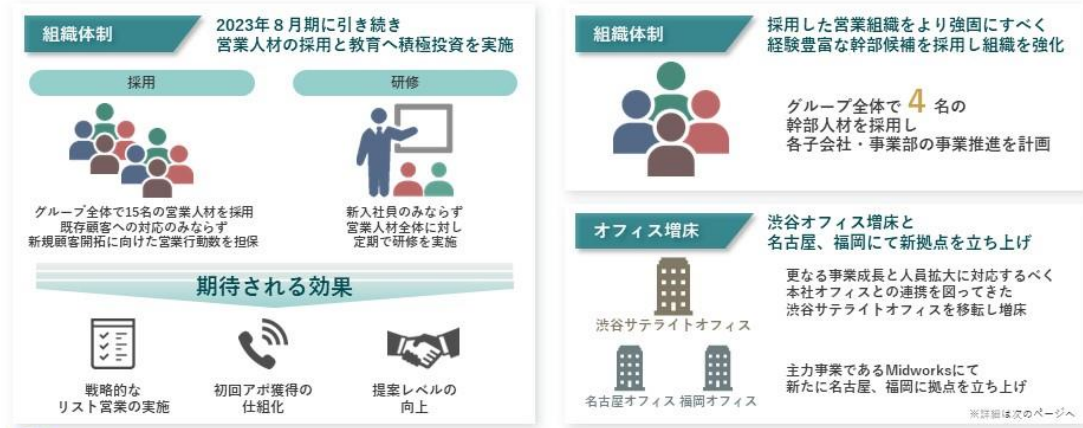 組織体制
2023年8月期に引き続き
営業人材の採用と教育へ積極投資を実施
採用
研修
グループ全体で15名の営業人材を採用
既存顧客への対応のみならず
新規顧客開拓に向けた営業行動数を担保
新入社員のみならず
営業人材全体に対し
定期で研修を実施
期待される効果
戦略的な
リスト営業の実施
初回アポ獲得の
仕組化
提案レベルの
向上
組織体制
採用した営業組織をより強固にすべく
経験豊富な幹部候補を採用し組織を強化
グループ全体で 4 名の
幹部人材を採用し
各子会社・事業部の事業推進を計画
オフィス増床
渋谷オフィス増床と
名古屋、福岡にて新拠点を立ち上げ
渋谷サテライトオフィス
更なる事業成長と人員拡大に対応するべく
本社オフィスとの連携を図ってきた
渋谷サテライトオフィスを移転し増床
名古屋オフィス 福岡オフィス
主力事業であるMidworksにて
新たに名古屋、福岡に拠点を立ち上げ
※詳細は次のページへ